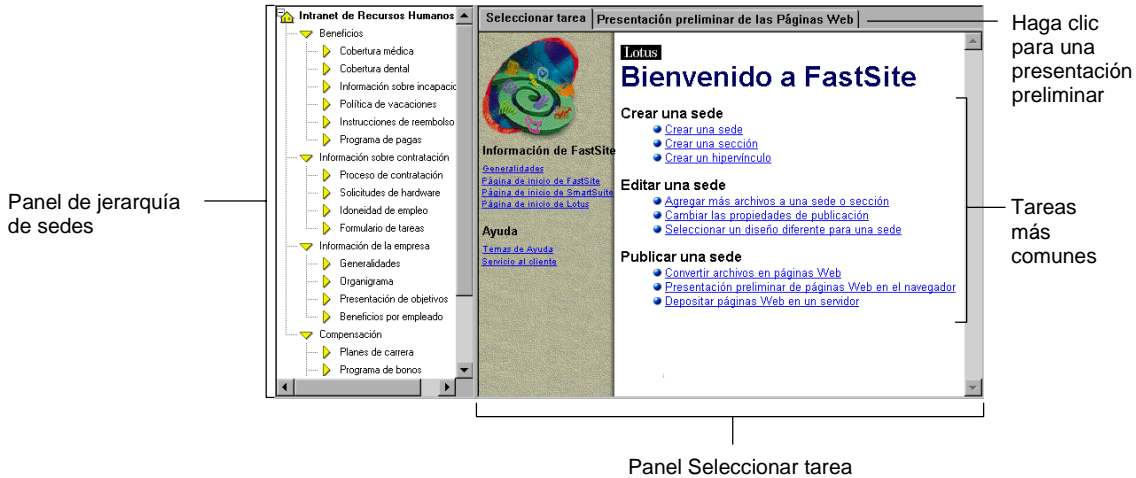 Panel de jerarquía
de sedes
Intranet de Recursos Humanos
Beneficios
Cobertura médica
Cobertura dental
Información sobre incapacic
Política de vacaciones
Instrucciones de reembolso
Programa de pagas
Información sobre contratación
Proceso de contratación
Solicitudes de hardware
Idoneidad de empleo
Formulario de tareas
Información de la empresa
Generalidades
Organigrama
Presentación de objetivos
Beneficios por empleado
Compensación
Planes de carrera
Programa de bonos
Seleccionar tarea
Presentación preliminar de las Páginas Web
Información de FastSite
Generalidades
Página de inicio de FastSite
Página de inicio de SmartSuite
Página de inicio de Lotus
Ayuda
Temas de Ayuda
Servicio al cliente
Lotus
Bienvenido a FastSite
Crear una sede
Crear una sede
Crear una sección
Crear un hipervínculo
Editar una sede
Agregar más archivos a una sede o sección
Cambiar las propiedades de publicación
Seleccionar un diseño diferente para una sede
Publicar una sede
Convertir archivos en páginas Web
Presentación preliminar de páginas Web en el navegador
Depositar páginas Web en un servidor
Haga clic
para una
presentación
preliminar
Tareas
más
comunes
Panel Seleccionar tarea